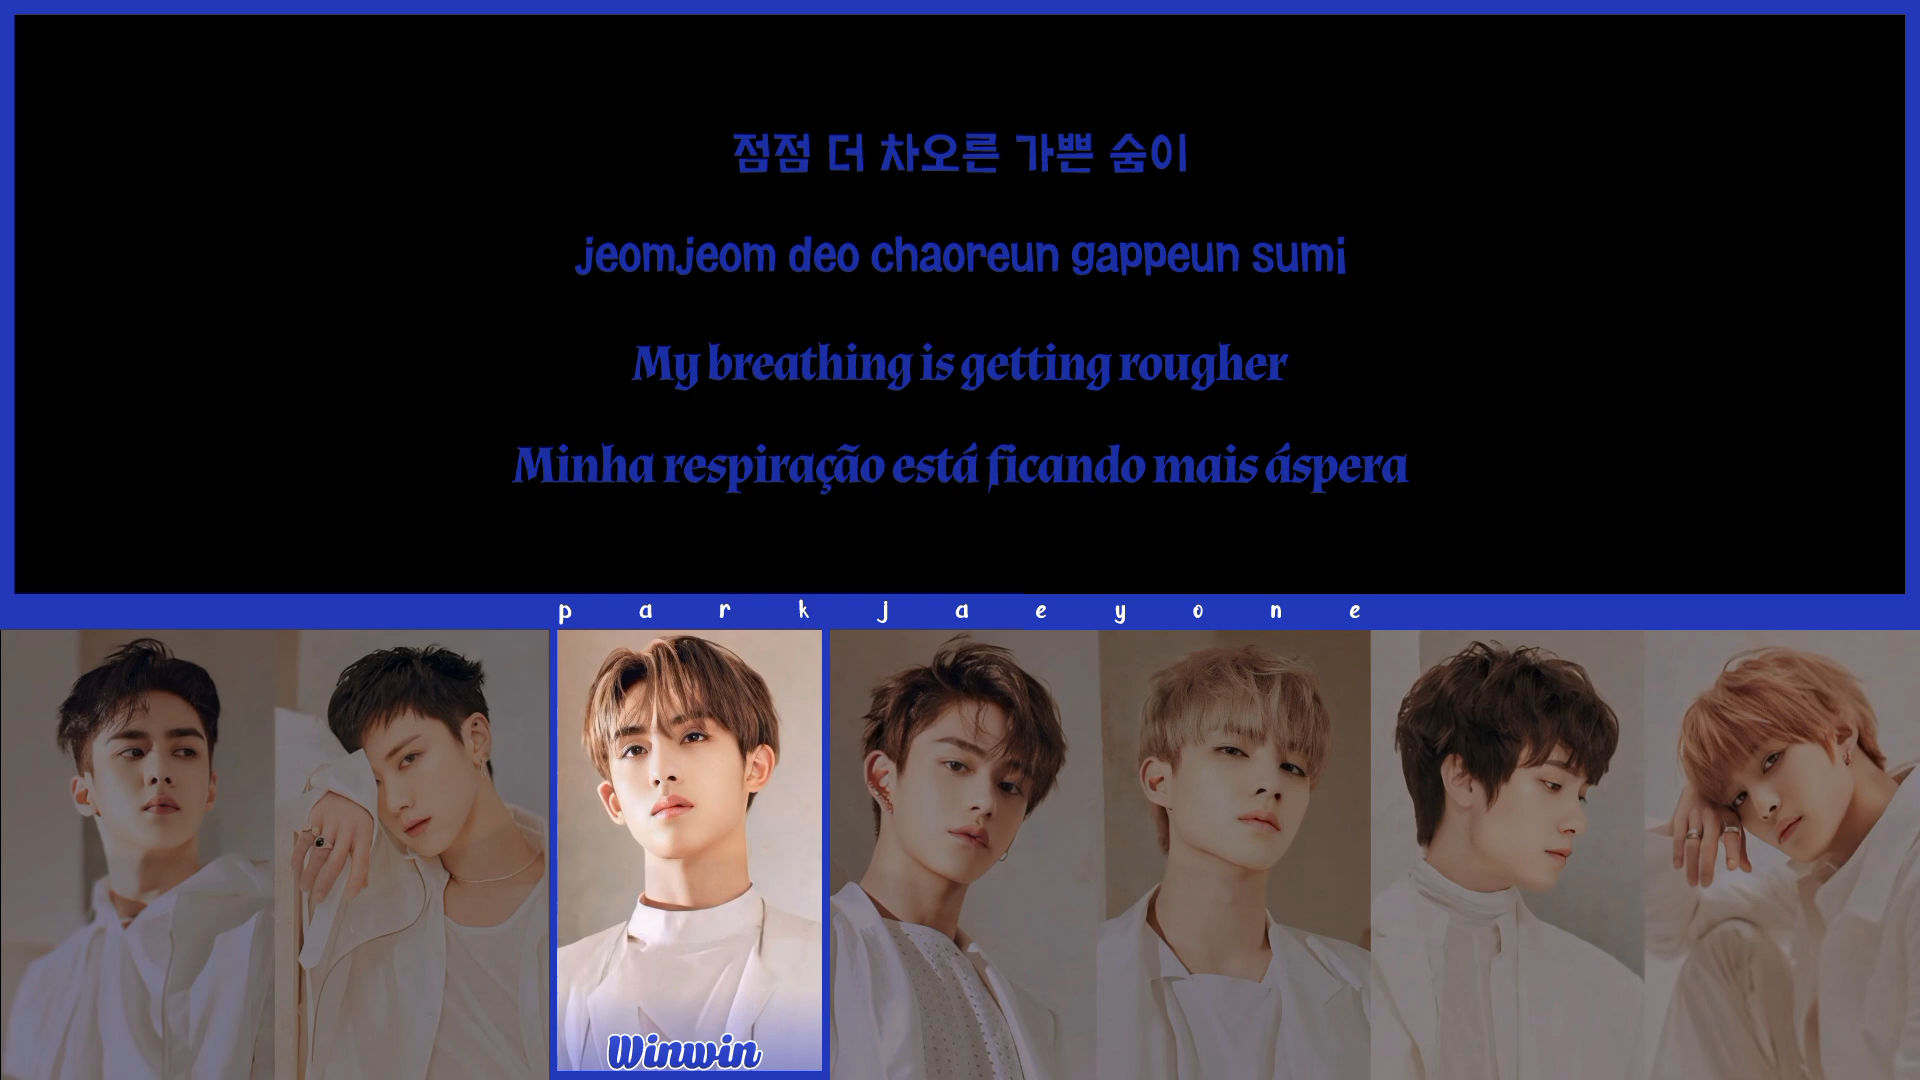 점점 더 차오른 가쁜 숨이
jeomjeom deo chaoreun gappeun sumi
My breathing is getting rougher
Minha respiração está ficando mais áspera
parkjaeyone
Winwin